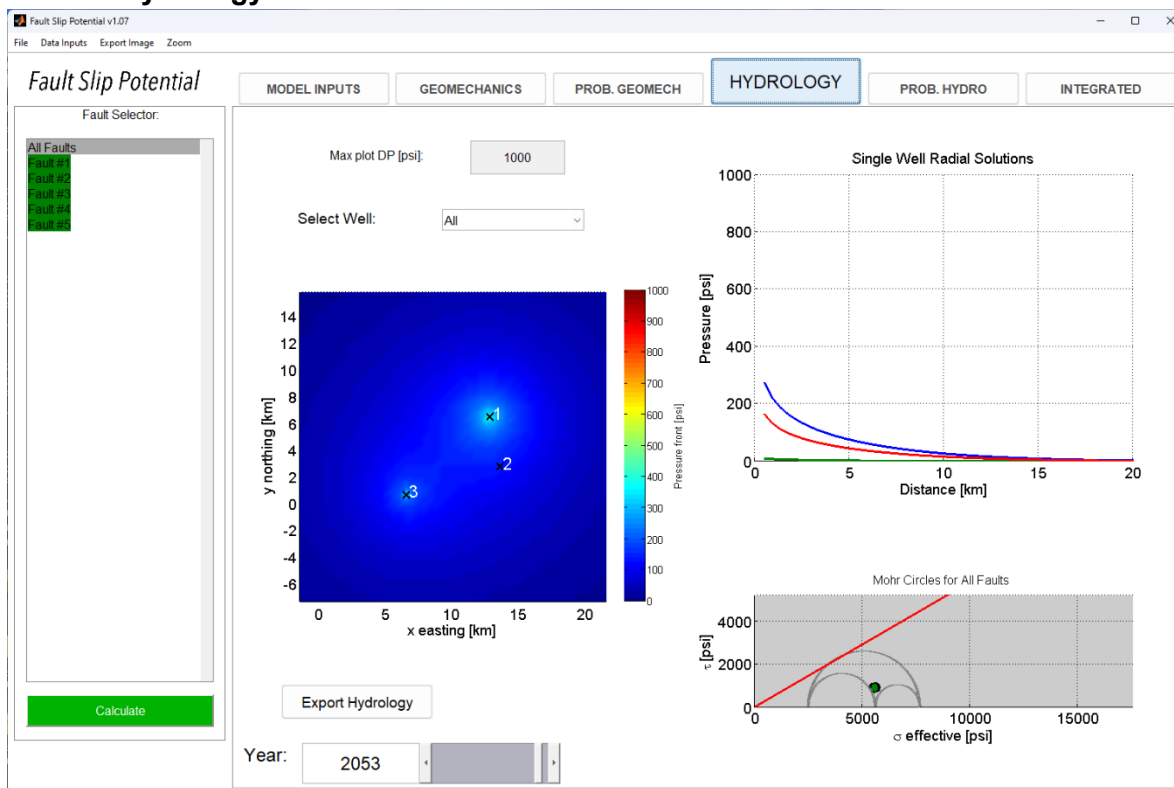 Fault Slip Potential v1.07
File Data Inputs Export Image Zoom
Fault Slip Potential
MODEL INPUTS
GEOMECHANICS
PROB. GEOMECH
HYDROLOGY
PROB. HYDRO
INTEGRATED
Fault Selector:
All Faults
Fault #1
Fault #2
Fault #3
Fault #4
Fault #5
Calculate
Max plot DP [psi]:
1000
Select Well:
All
14
12
10
8
6
4
2
0
-2
-4
-6
y northing [km]
0 5 10 15 20
x easting [km]
1
2
3
1000
900
800
700
600
500
400
300
200
100
0
Pressure front [psi]
Export Hydrology
Year:
2053
Single Well Radial Solutions
1000
800
600
400
200
0
Pressure [psi]
0 5 10 15 20
Distance [km]
Mohr Circles for All Faults
4000
2000
0
τ [psi]
0 5000 10000 15000
σ effective [psi]